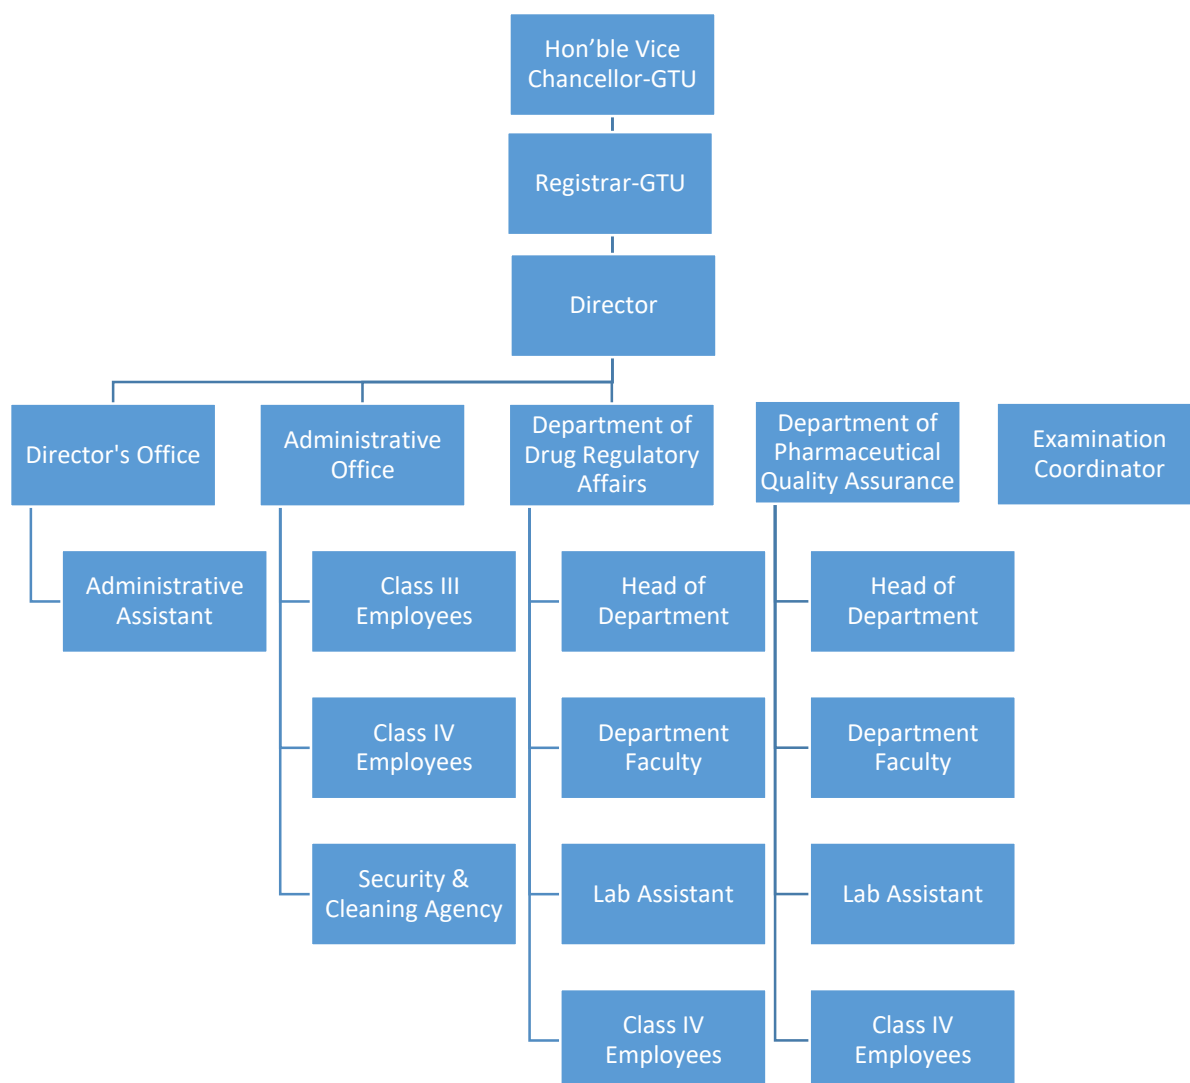 Hon’ble Vice
Chancellor-GTU
Registrar-GTU
Director
Director's Office
Administrative
Office
Department of
Drug Regulatory
Affairs
Department of
Pharmaceutical
Quality Assurance
Examination
Coordinator
Administrative
Assistant
Class III
Employees
Head of
Department
Head of
Department
Class IV
Employees
Department
Faculty
Department
Faculty
Security &
Cleaning Agency
Lab Assistant
Lab Assistant
Class IV
Employees
Class IV
Employees